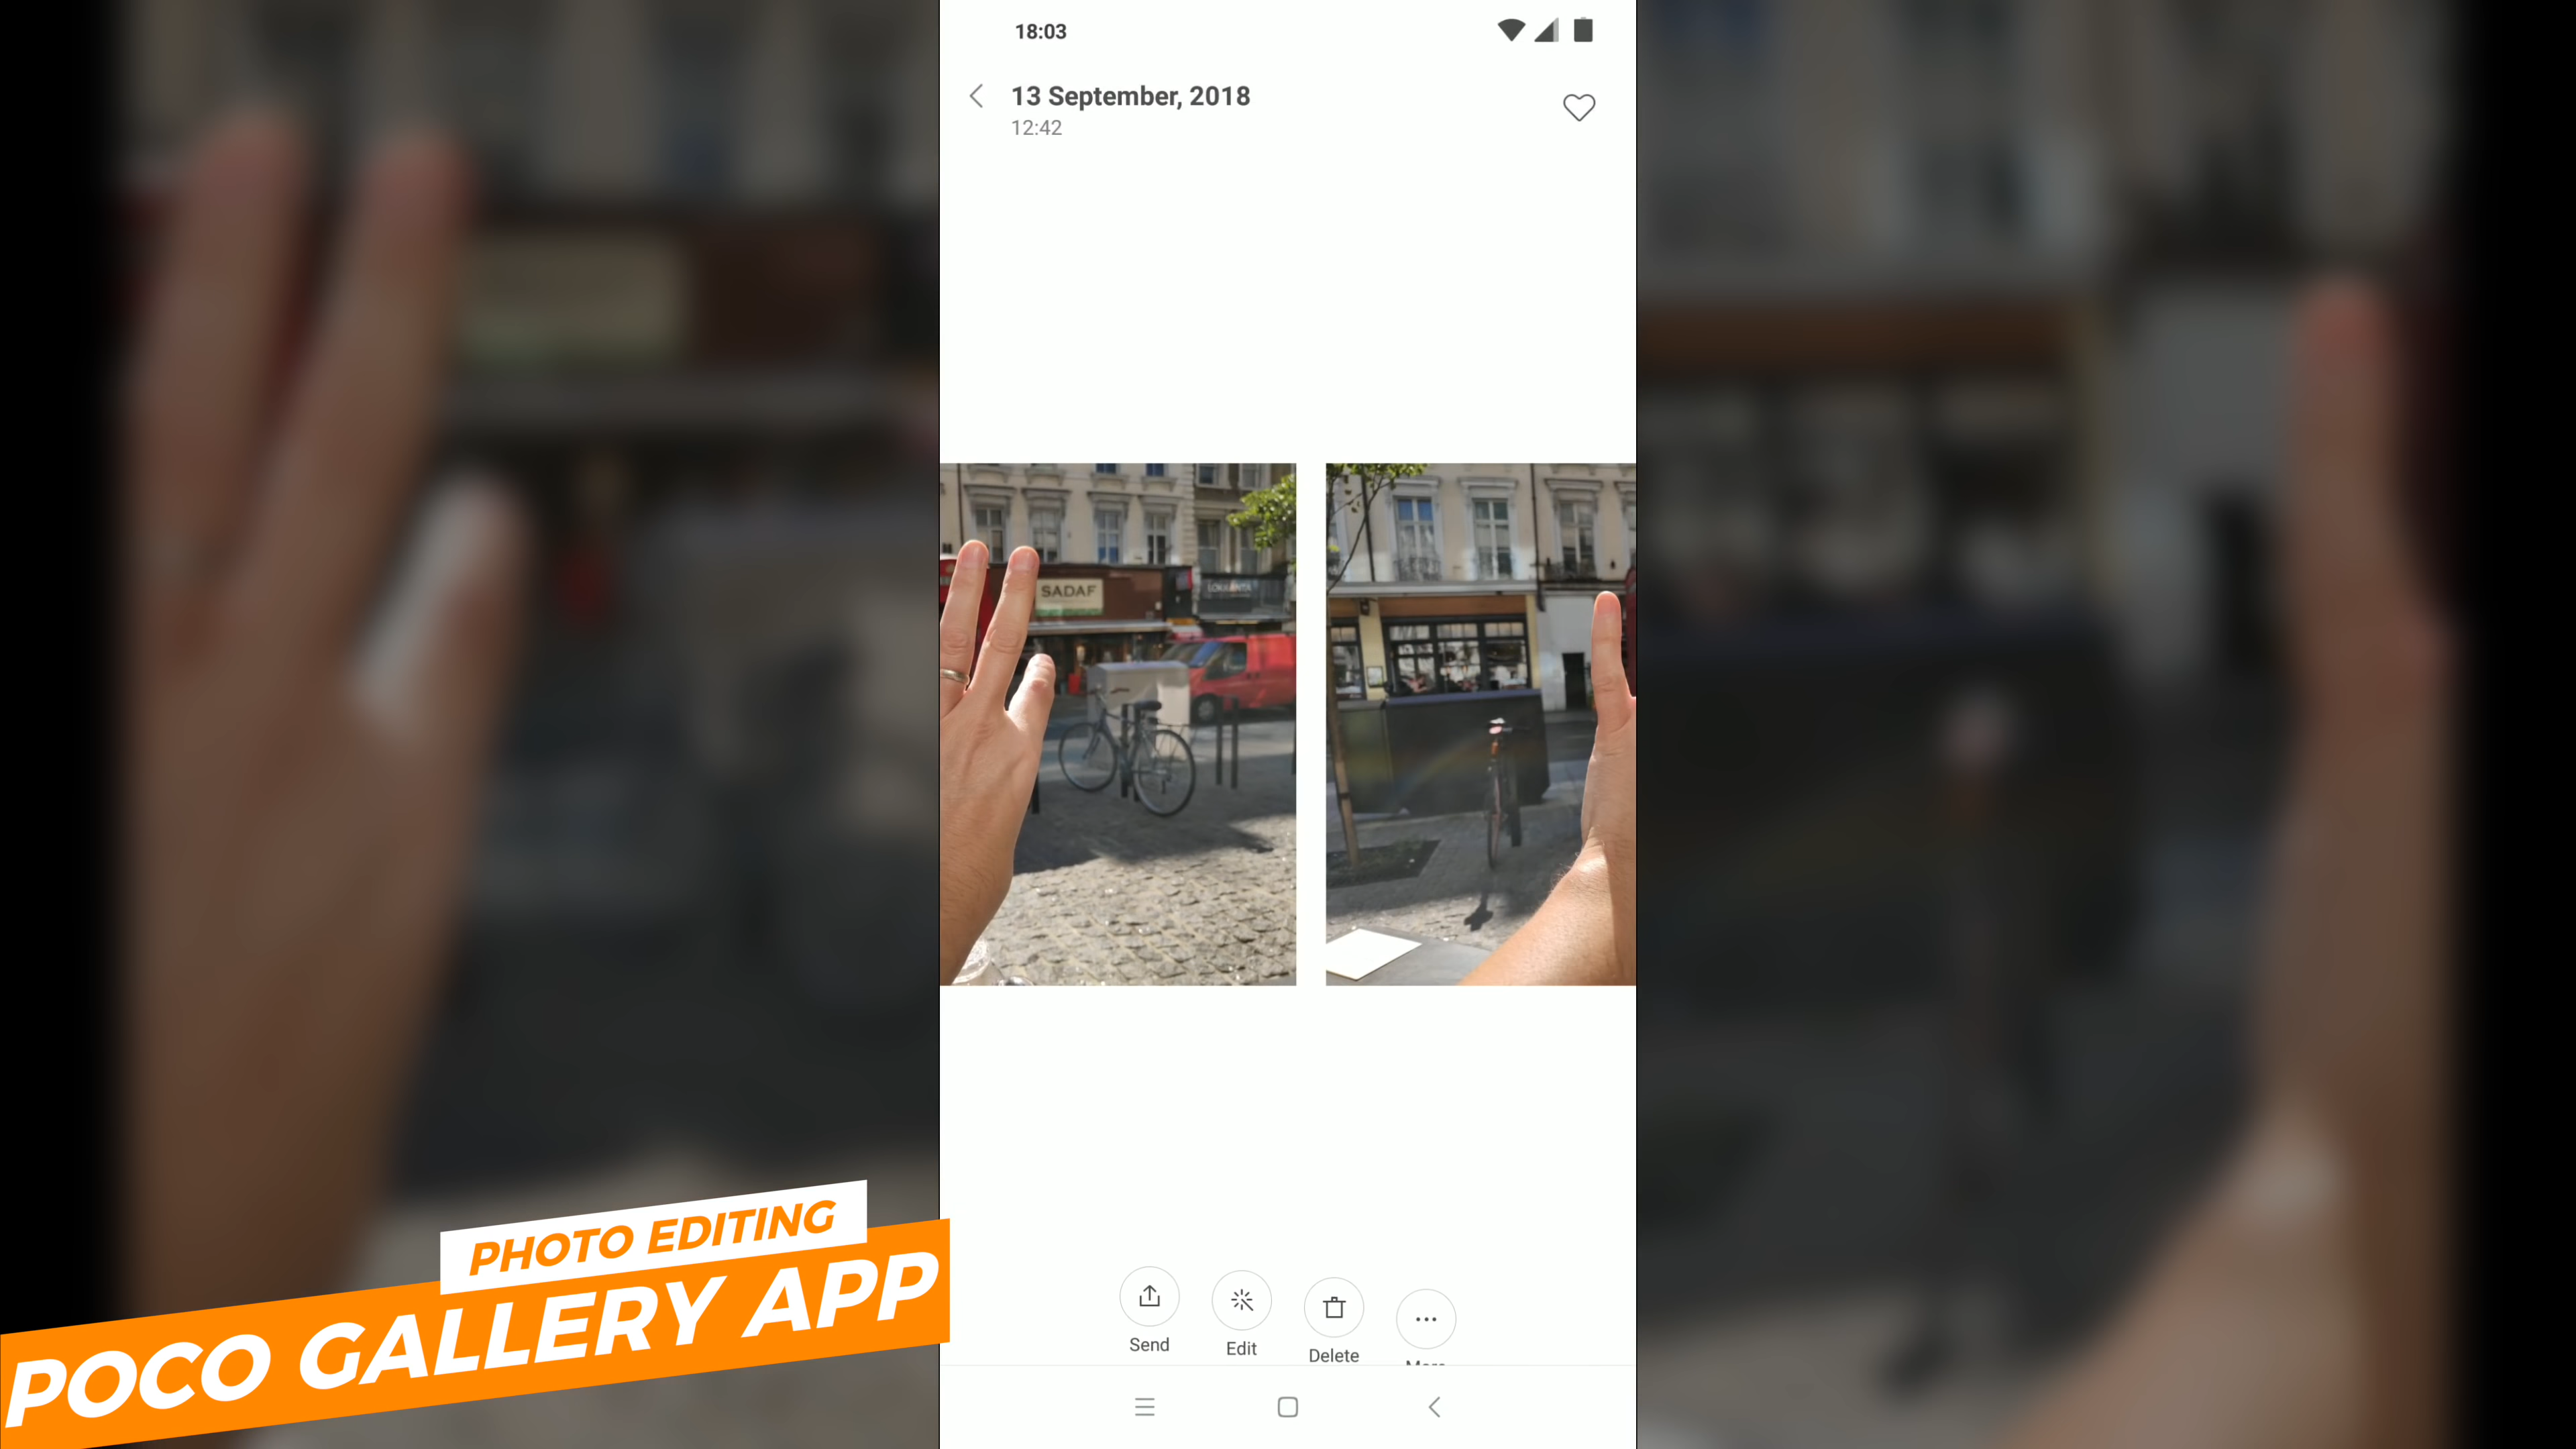 18:03
13 September, 2018
12:42
SADAF
Send
Edit
Delete
PHOTO EDITING
POCO GALLERY APP